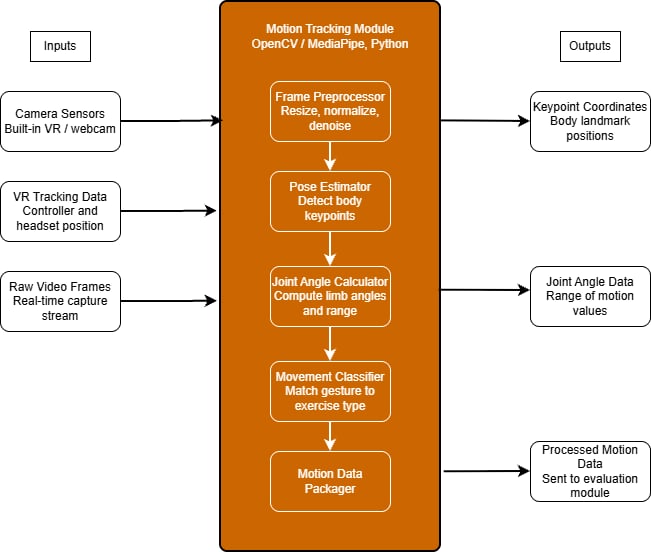 Inputs
Motion Tracking Module
OpenCV / MediaPipe, Python
Outputs
Camera Sensors
Built-in VR / webcam
VR Tracking Data
Controller and
headset position
Raw Video Frames
Real-time capture
stream
Frame Preprocessor
Resize, normalize,
denoise
Pose Estimator
Detect body
keypoints
Joint Angle Calculator
Compute limb angles
and range
Movement Classifier
Match gesture to
exercise type
Motion Data
Packager
Keypoint Coordinates
Body landmark
positions
Joint Angle Data
Range of motion
values
Processed Motion
Data
Sent to evaluation
module